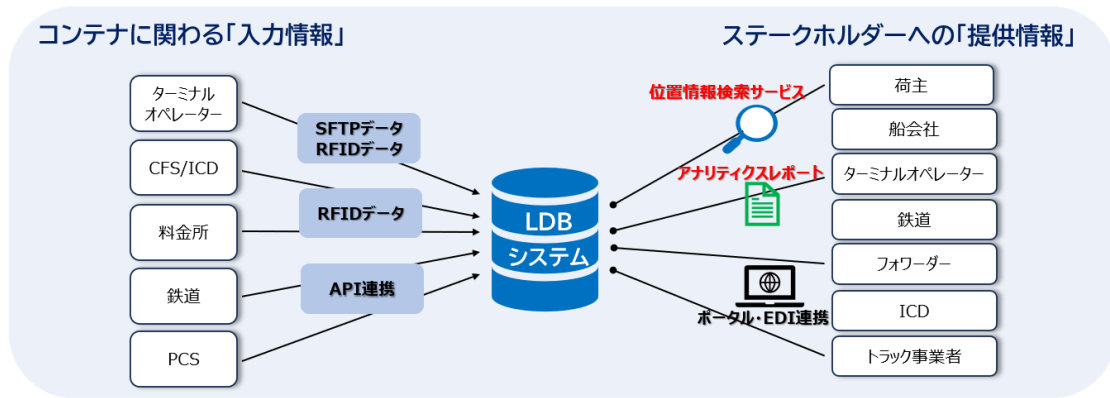 コンテナに関わる「入力情報」
ターミナル
オペレーター
CFS/ICD
料金所
鉄道
PCS
SFTPデータ
RFIDデータ
RFIDデータ
API連携
LDB
システム
ステークホルダーへの「提供情報」
位置情報検索サービス
アナリティクスレポート
ポータル・EDI連携
荷主
船会社
ターミナルオペレーター
鉄道
フォワーダー
ICD
トラック事業者